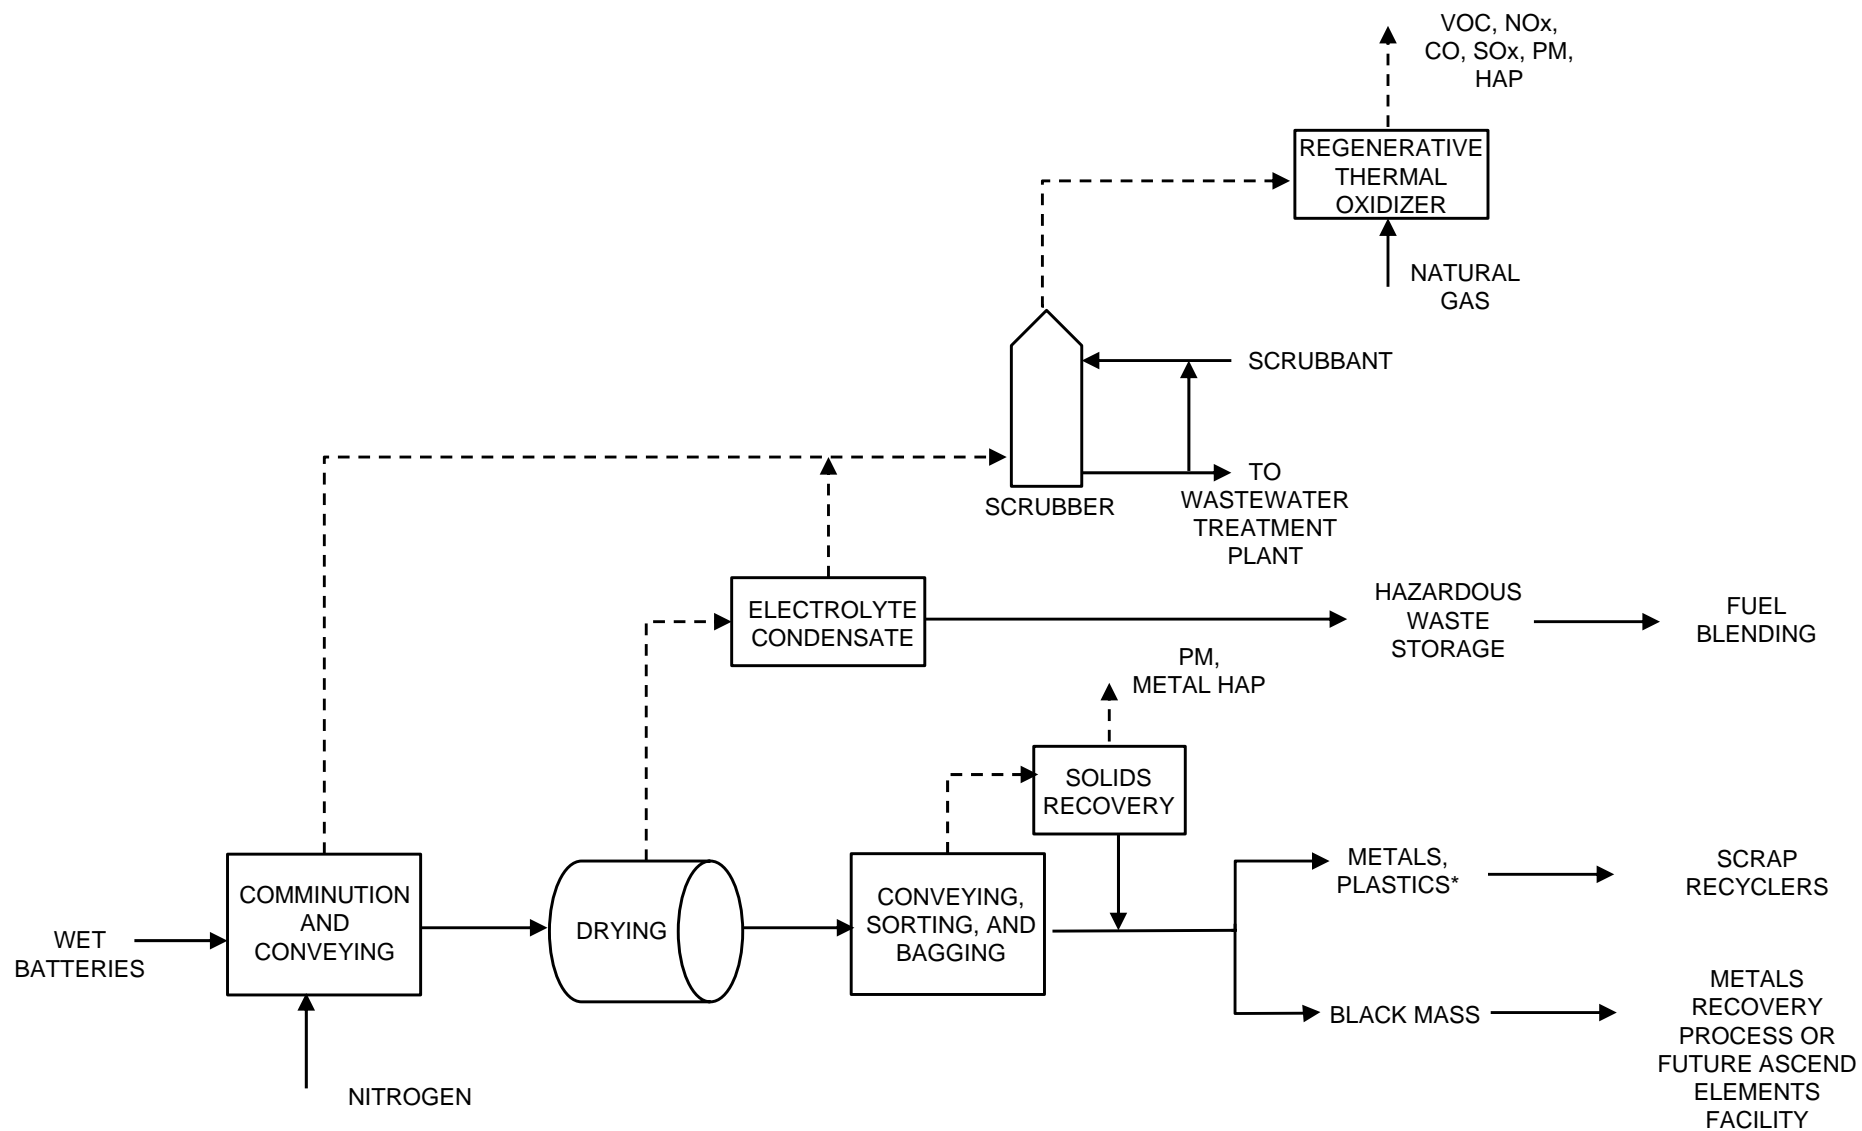 VOC, NOx,
CO, SOx, PM,
HAP
REGENERATIVE
THERMAL
OXIDIZER
NATURAL
GAS
SCRUBBANT
SCRUBBER
TO
WASTEWATER
TREATMENT
PLANT
ELECTROLYTE
CONDENSATE
HAZARDOUS
WASTE
STORAGE
FUEL
BLENDING
PM,
METAL HAP
SOLIDS
RECOVERY
COMMINUTION
AND
CONVEYING
WET
BATTERIES
DRYING
CONVEYING,
SORTING, AND
BAGGING
METALS,
PLASTICS*
SCRAP
RECYCLERS
BLACK MASS
METALS
RECOVERY
PROCESS OR
FUTURE ASCEND
ELEMENTS
FACILITY
NITROGEN